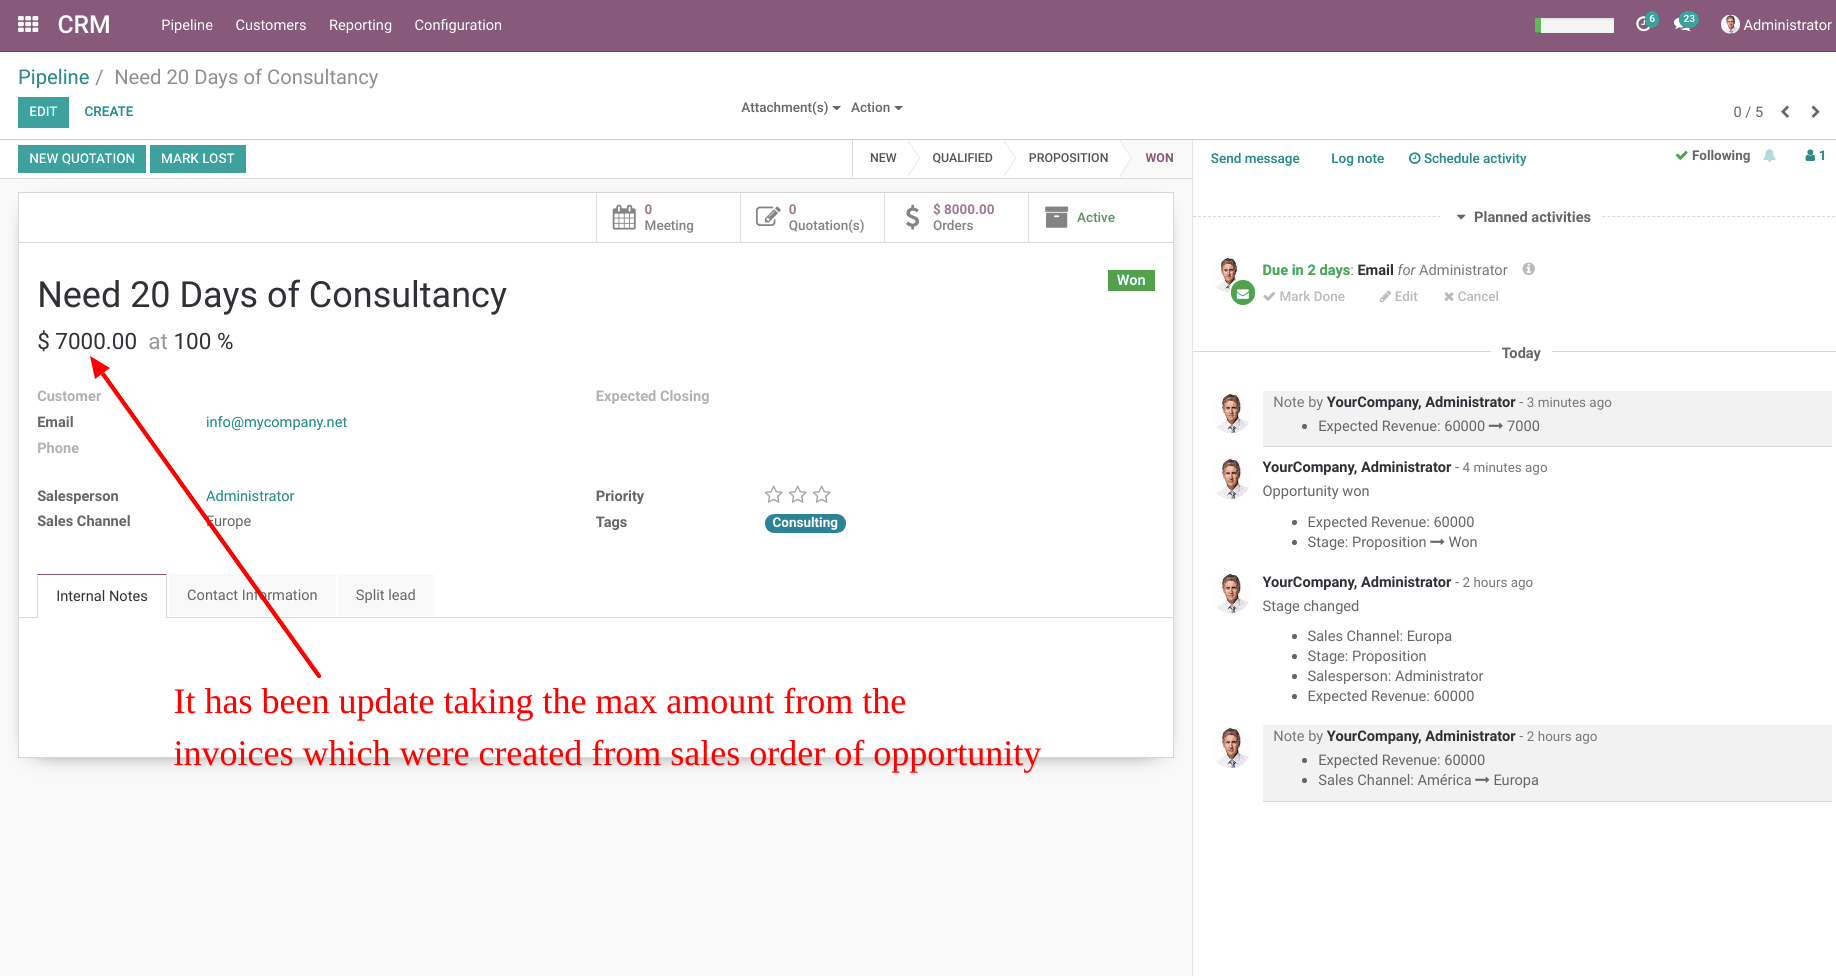 CRM Pipeline Customers Reporting Configuration 6 23 Administrator
Pipeline / Need 20 Days of Consultancy
EDIT CREATE Attachment(s) Action 0 / 5
NEW QUOTATION MARK LOST NEW QUALIFIED PROPOSITION WON
0 Meeting
0 Quotation(s)
$ 8000.00 Orders
Active
Need 20 Days of Consultancy
Won
$ 7000.00 at 100 %
Customer
Expected Closing
Email info@mycompany.net
Phone
Salesperson Administrator
Priority
Sales Channel Europe
Tags Consulting
Internal Notes Contact Information Split lead
It has been update taking the max amount from the
invoices which were created from sales order of opportunity
Send message Log note Schedule activity Following 1
Planned activities
Due in 2 days: Email for Administrator
Mark Done Edit Cancel
Today
Note by YourCompany, Administrator - 3 minutes ago
Expected Revenue: 60000 → 7000
YourCompany, Administrator - 4 minutes ago
Opportunity won
Expected Revenue: 60000
Stage: Proposition → Won
YourCompany, Administrator - 2 hours ago
Stage changed
Sales Channel: Europa
Stage: Proposition
Salesperson: Administrator
Expected Revenue: 60000
Note by YourCompany, Administrator - 2 hours ago
Expected Revenue: 60000
Sales Channel: América → Europa